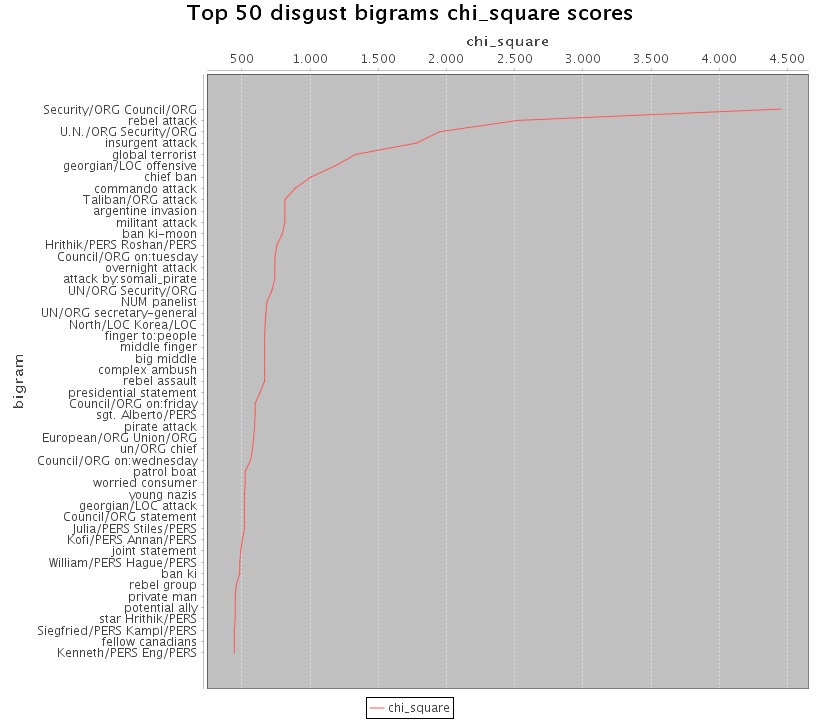 Top 50 disgust bigrams chi_square scores
chi_square
500 1.000 1.500 2.000 2.500 3.000 3.500 4.000 4.500
bigram
Security/ORG Council/ORG
rebel attack
U.N./ORG Security/ORG
insurgent attack
global terrorist
georgian/LOC offensive
chief ban
commando attack
Taliban/ORG attack
argentine invasion
militant attack
ban ki-moon
Hrithik/PERS Roshan/PERS
Council/ORG on:tuesday
overnight attack
attack by:somali_pirate
UN/ORG Security/ORG
NUM panelist
UN/ORG secretary-general
North/LOC Korea/LOC
finger to:people
middle finger
big middle
complex ambush
rebel assault
presidential statement
Council/ORG on:friday
sgt. Alberto/PERS
pirate attack
European/ORG Union/ORG
un/ORG chief
Council/ORG on:wednesday
patrol boat
worried consumer
young nazis
georgian/LOC attack
Council/ORG statement
Julia/PERS Stiles/PERS
Kofi/PERS Annan/PERS
joint statement
William/PERS Hague/PERS
ban ki
rebel group
private man
potential ally
star Hrithik/PERS
Siegfried/PERS Kampl/PERS
fellow canadians
Kenneth/PERS Eng/PERS
chi_square